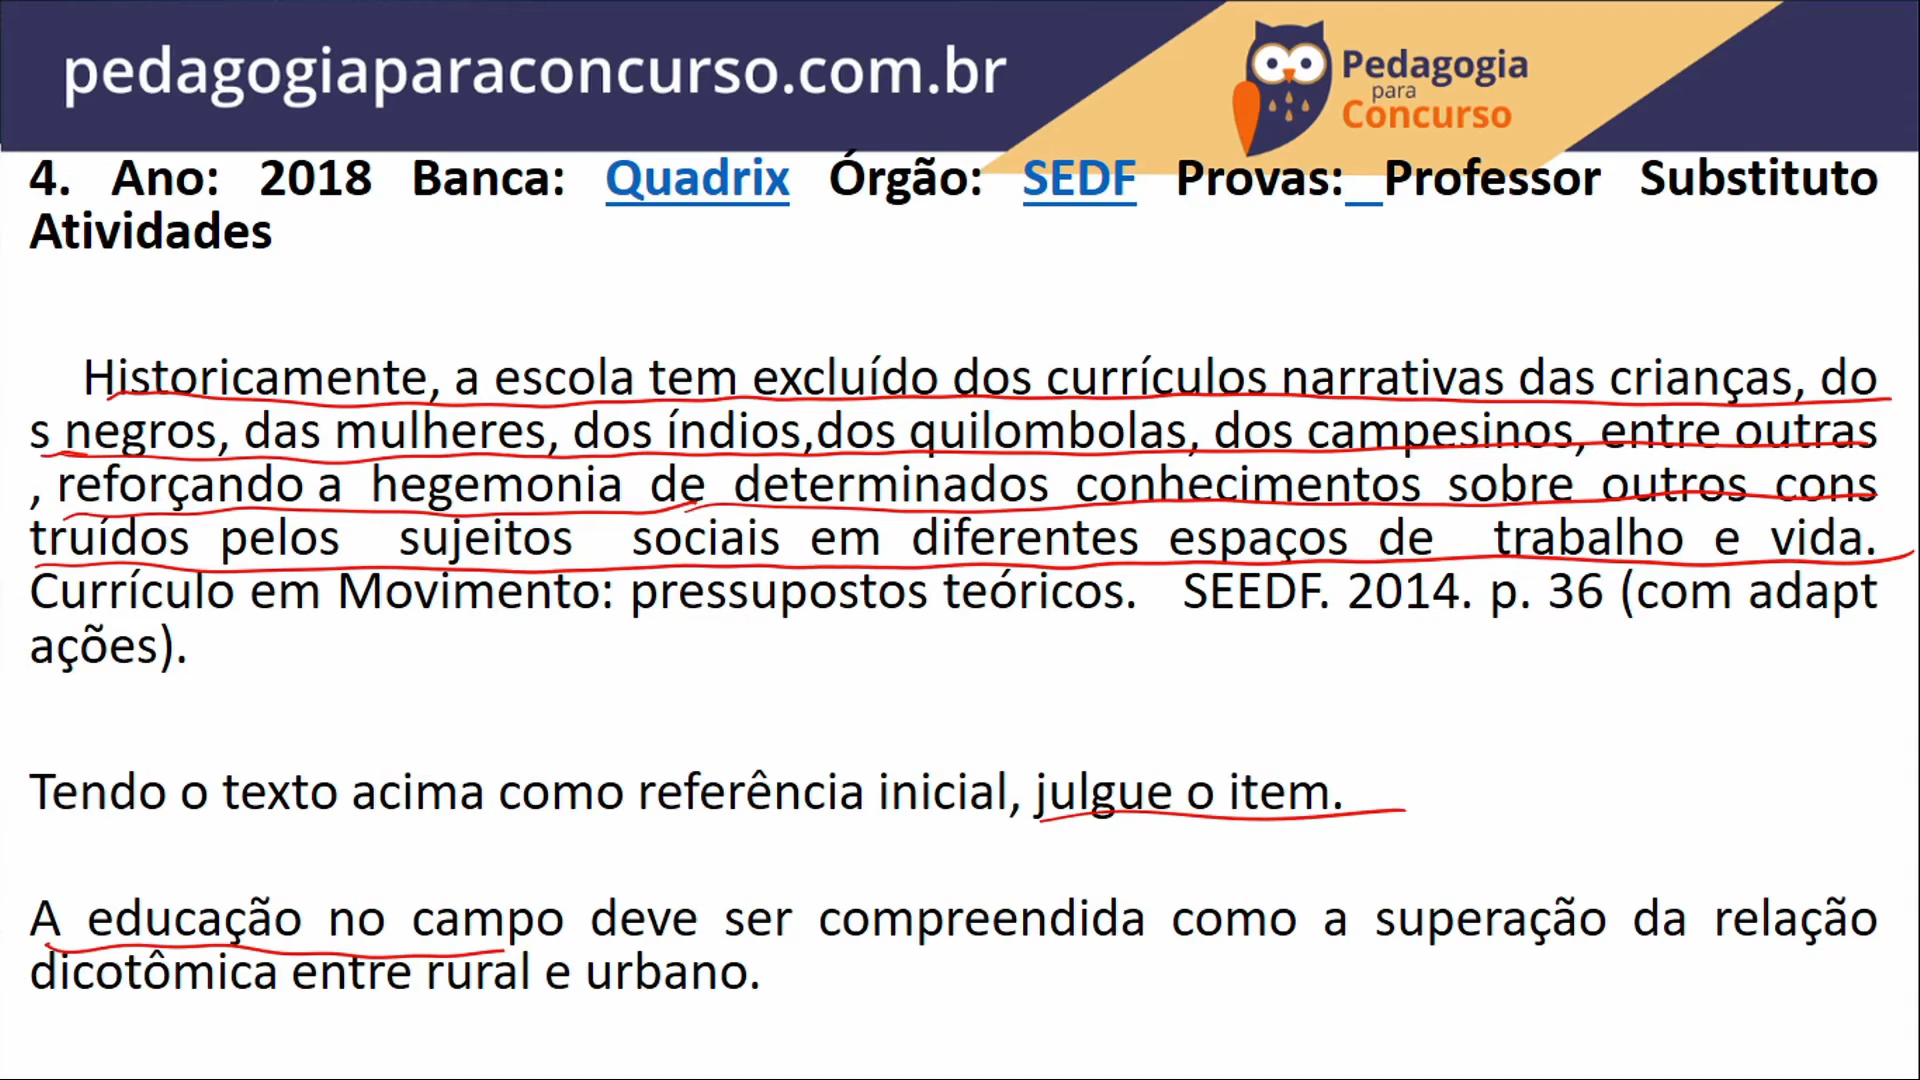 pedagogiaparaconcurso.com.br
Pedagogia
para
Concurso
4. Ano: 2018 Banca: Quadrix Órgão: SEDF Provas: Professor Substituto
Atividades
Historicamente, a escola tem excluído dos currículos narrativas das crianças, do
s negros, das mulheres, dos índios,dos quilombolas, dos campesinos, entre outras
, reforçando a hegemonia de determinados conhecimentos sobre outros cons
truídos pelos sujeitos sociais em diferentes espaços de trabalho e vida.
Currículo em Movimento: pressupostos teóricos. SEEDF. 2014. p. 36 (com adapt
ações).
Tendo o texto acima como referência inicial, julgue o item.
A educação no campo deve ser compreendida como a superação da relação
dicotômica entre rural e urbano.